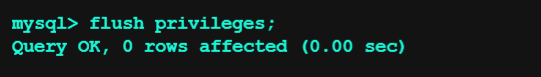 mysql> flush privileges;
Query OK, 0 rows affected (0.00 sec)